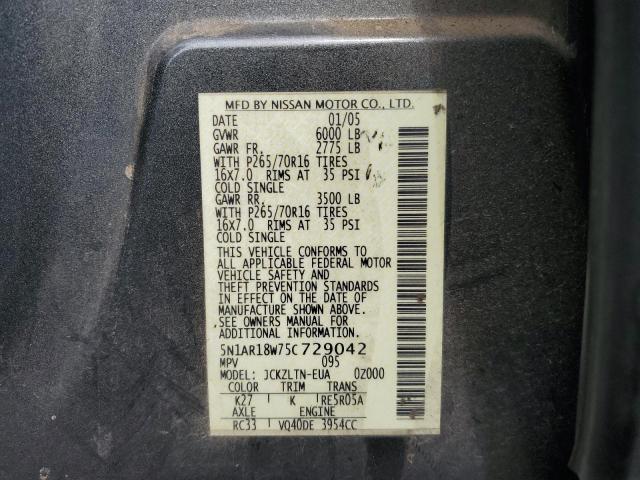 MFD BY NISSAN MOTOR CO., LTD.
DATE 01/05
GVWR 6000 LB
GAWR FR. 2775 LB
WITH P265/70R16 TIRES
16X7.0 RIMS AT 35 PSI
COLD SINGLE
GAWR RR. 3500 LB
WITH P265/70R16 TIRES
16X7.0 RIMS AT 35 PSI
COLD SINGLE
THIS VEHICLE CONFORMS TO
ALL APPLICABLE FEDERAL MOTOR
VEHICLE SAFETY AND
THEFT PREVENTION STANDARDS
IN EFFECT ON THE DATE OF
MANUFACTURE SHOWN ABOVE.
SEE OWNERS MANUAL FOR
ADDITIONAL INFORMATION.
5N1AR18W75C729042
MPV 095
MODEL: JCKZLTN-EUA 0Z000
COLOR TRIM TRANS
K27 K RE5R05A
AXLE ENGINE
RC33 VQ40DE 3954CC